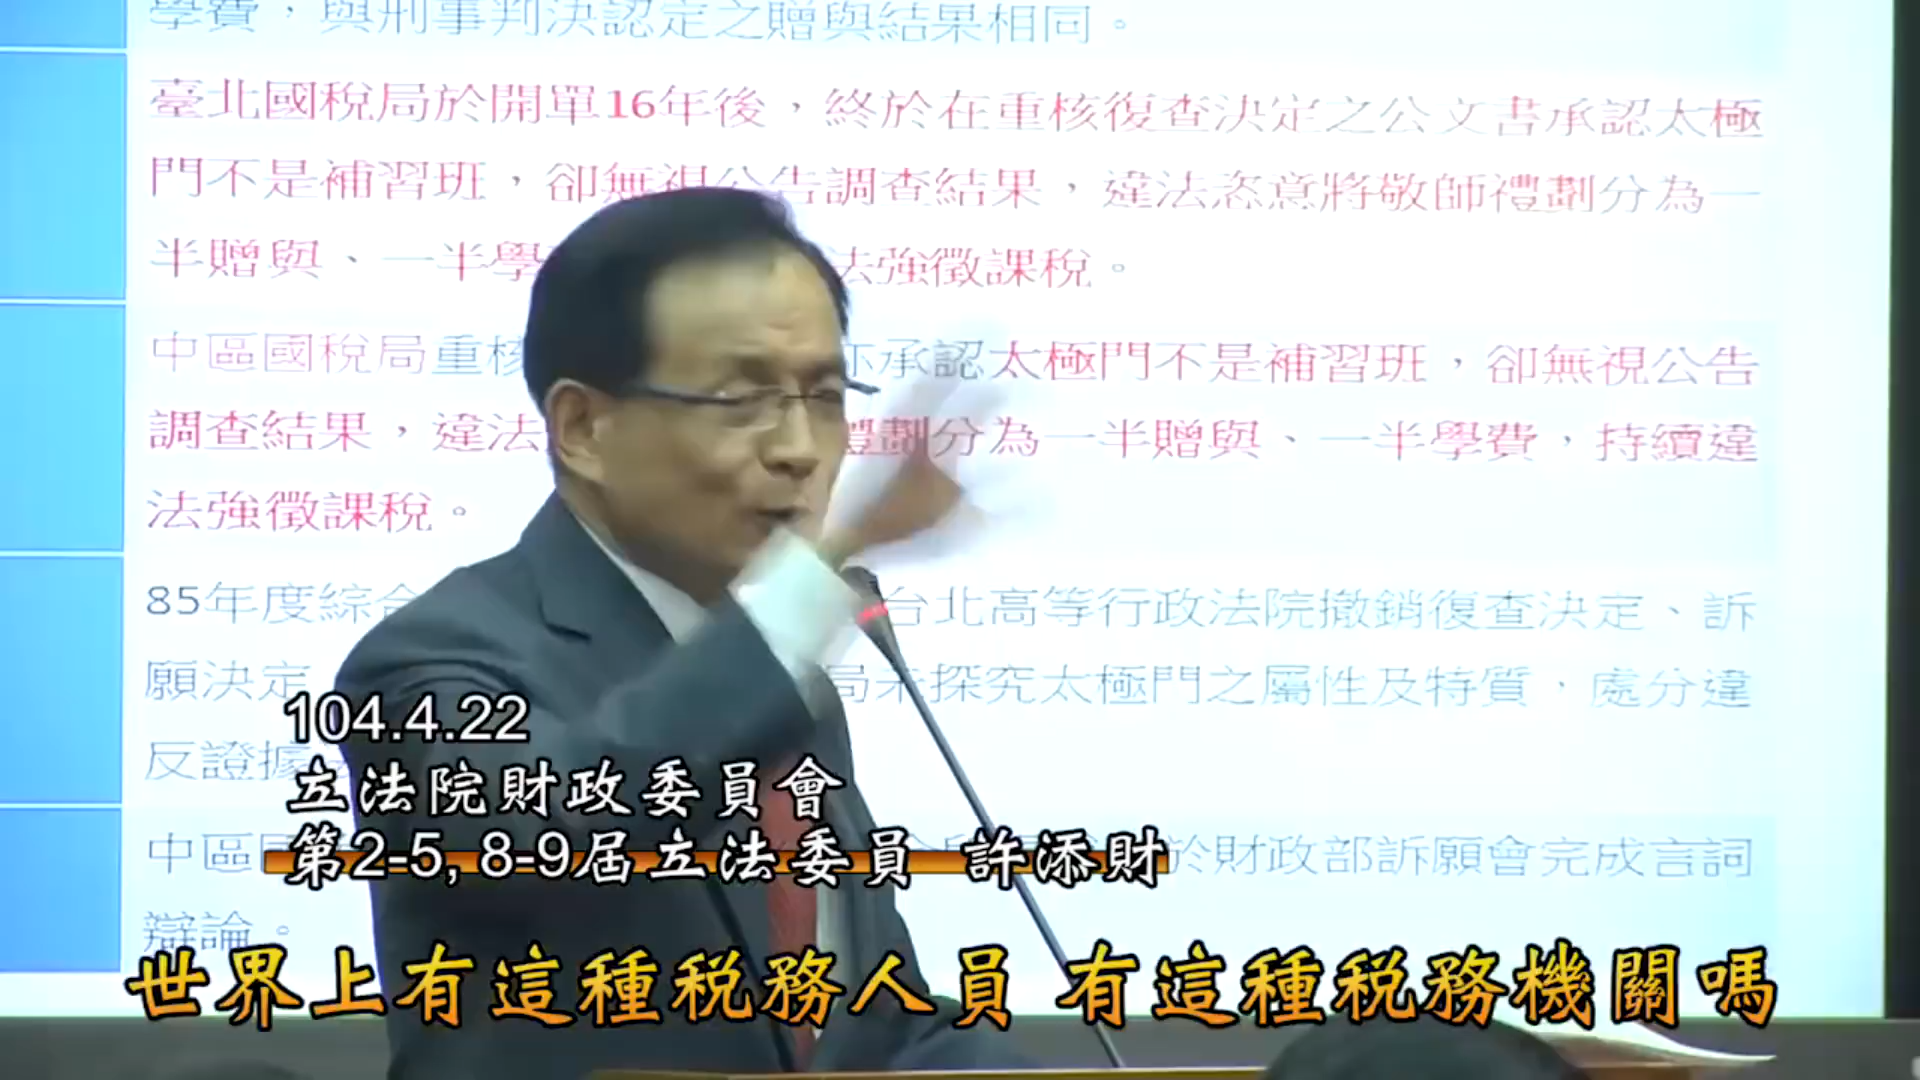 學費，與刑事判決認定之贈與結果相同。
臺北國稅局於開單16年後，終於在重核復查決定之公文書承認太極
門不是補習班，卻無視公告調查結果，違法恣意將敬師禮劃分為一
半贈與、一半學 法強徵課稅。
中區國稅局重核 亦承認太極門不是補習班，卻無視公告
調查結果，違法 禮劃分為一半贈與、一半學費，持續違
法強徵課稅。
85年度綜合 台北高等行政法院撤銷復查決定、訴
願決定 局未探究太極門之屬性及特質，處分違
反證據
中區國 於財政部訴願會完成言詞
辯論。
104.4.22
立法院財政委員會
第2-5, 8-9屆立法委員 許添財
世界上有這種稅務人員 有這種稅務機關嗎